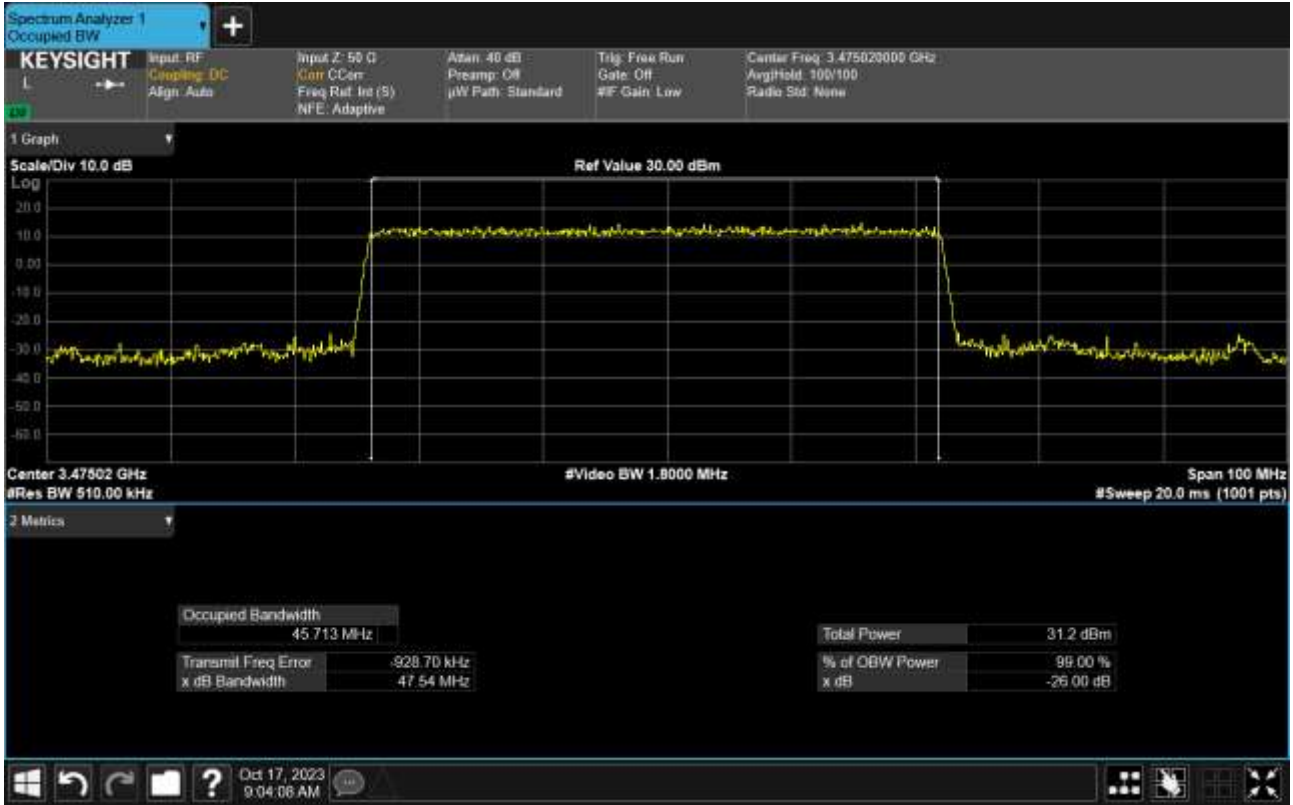 Spectrum Analyzer 1
Occupied BW
KEYSIGHT
L
Input: RF
Coupling: DC
Align: Auto
Input Z: 50 Ω
Corr CCorr
Freq Ref: Int (S)
NFE: Adaptive
Atten: 40 dB
Preamp: Off
µW Path: Standard
Trig: Free Run
Gate: Off
#IF Gain: Low
Center Freq: 3.475020000 GHz
Avg|Hold: 100/100
Radio Std: None
1 Graph
Scale/Div 10.0 dB
Ref Value 30.00 dBm
Log
20.0
10.0
0.00
-10.0
-20.0
-30.0
-40.0
-50.0
-60.0
Center 3.47502 GHz
#Video BW 1.8000 MHz
Span 100 MHz
#Res BW 510.00 kHz
#Sweep 20.0 ms (1001 pts)
2 Metrics
Occupied Bandwidth
45.713 MHz
Total Power 31.2 dBm
Transmit Freq Error -928.70 kHz
% of OBW Power 99.00 %
x dB Bandwidth 47.54 MHz
x dB -26.00 dB
Oct 17, 2023
9:04:08 AM